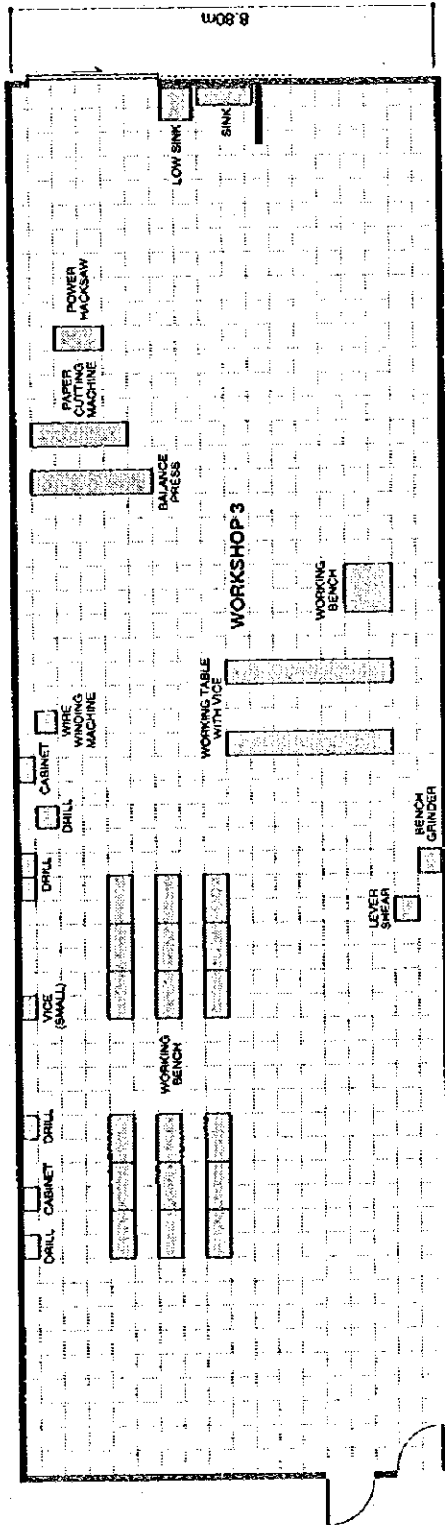 DRILL
CABINET
DRILL
VICE
(SMALL)
DRILL
DRILL
CABINET
WIRE
WINDING
MACHINE
PAPER
CUTTING
MACHINE
POWER
HACKSAW
BALANCE
PRESS
LOW SINK
SINK
8.80m
WORKING
BENCH
WORKSHOP 3
WORKING TABLE
WITH VICE
WORKING
BENCH
LEVER
SHEAR
BENCH
GRINDER